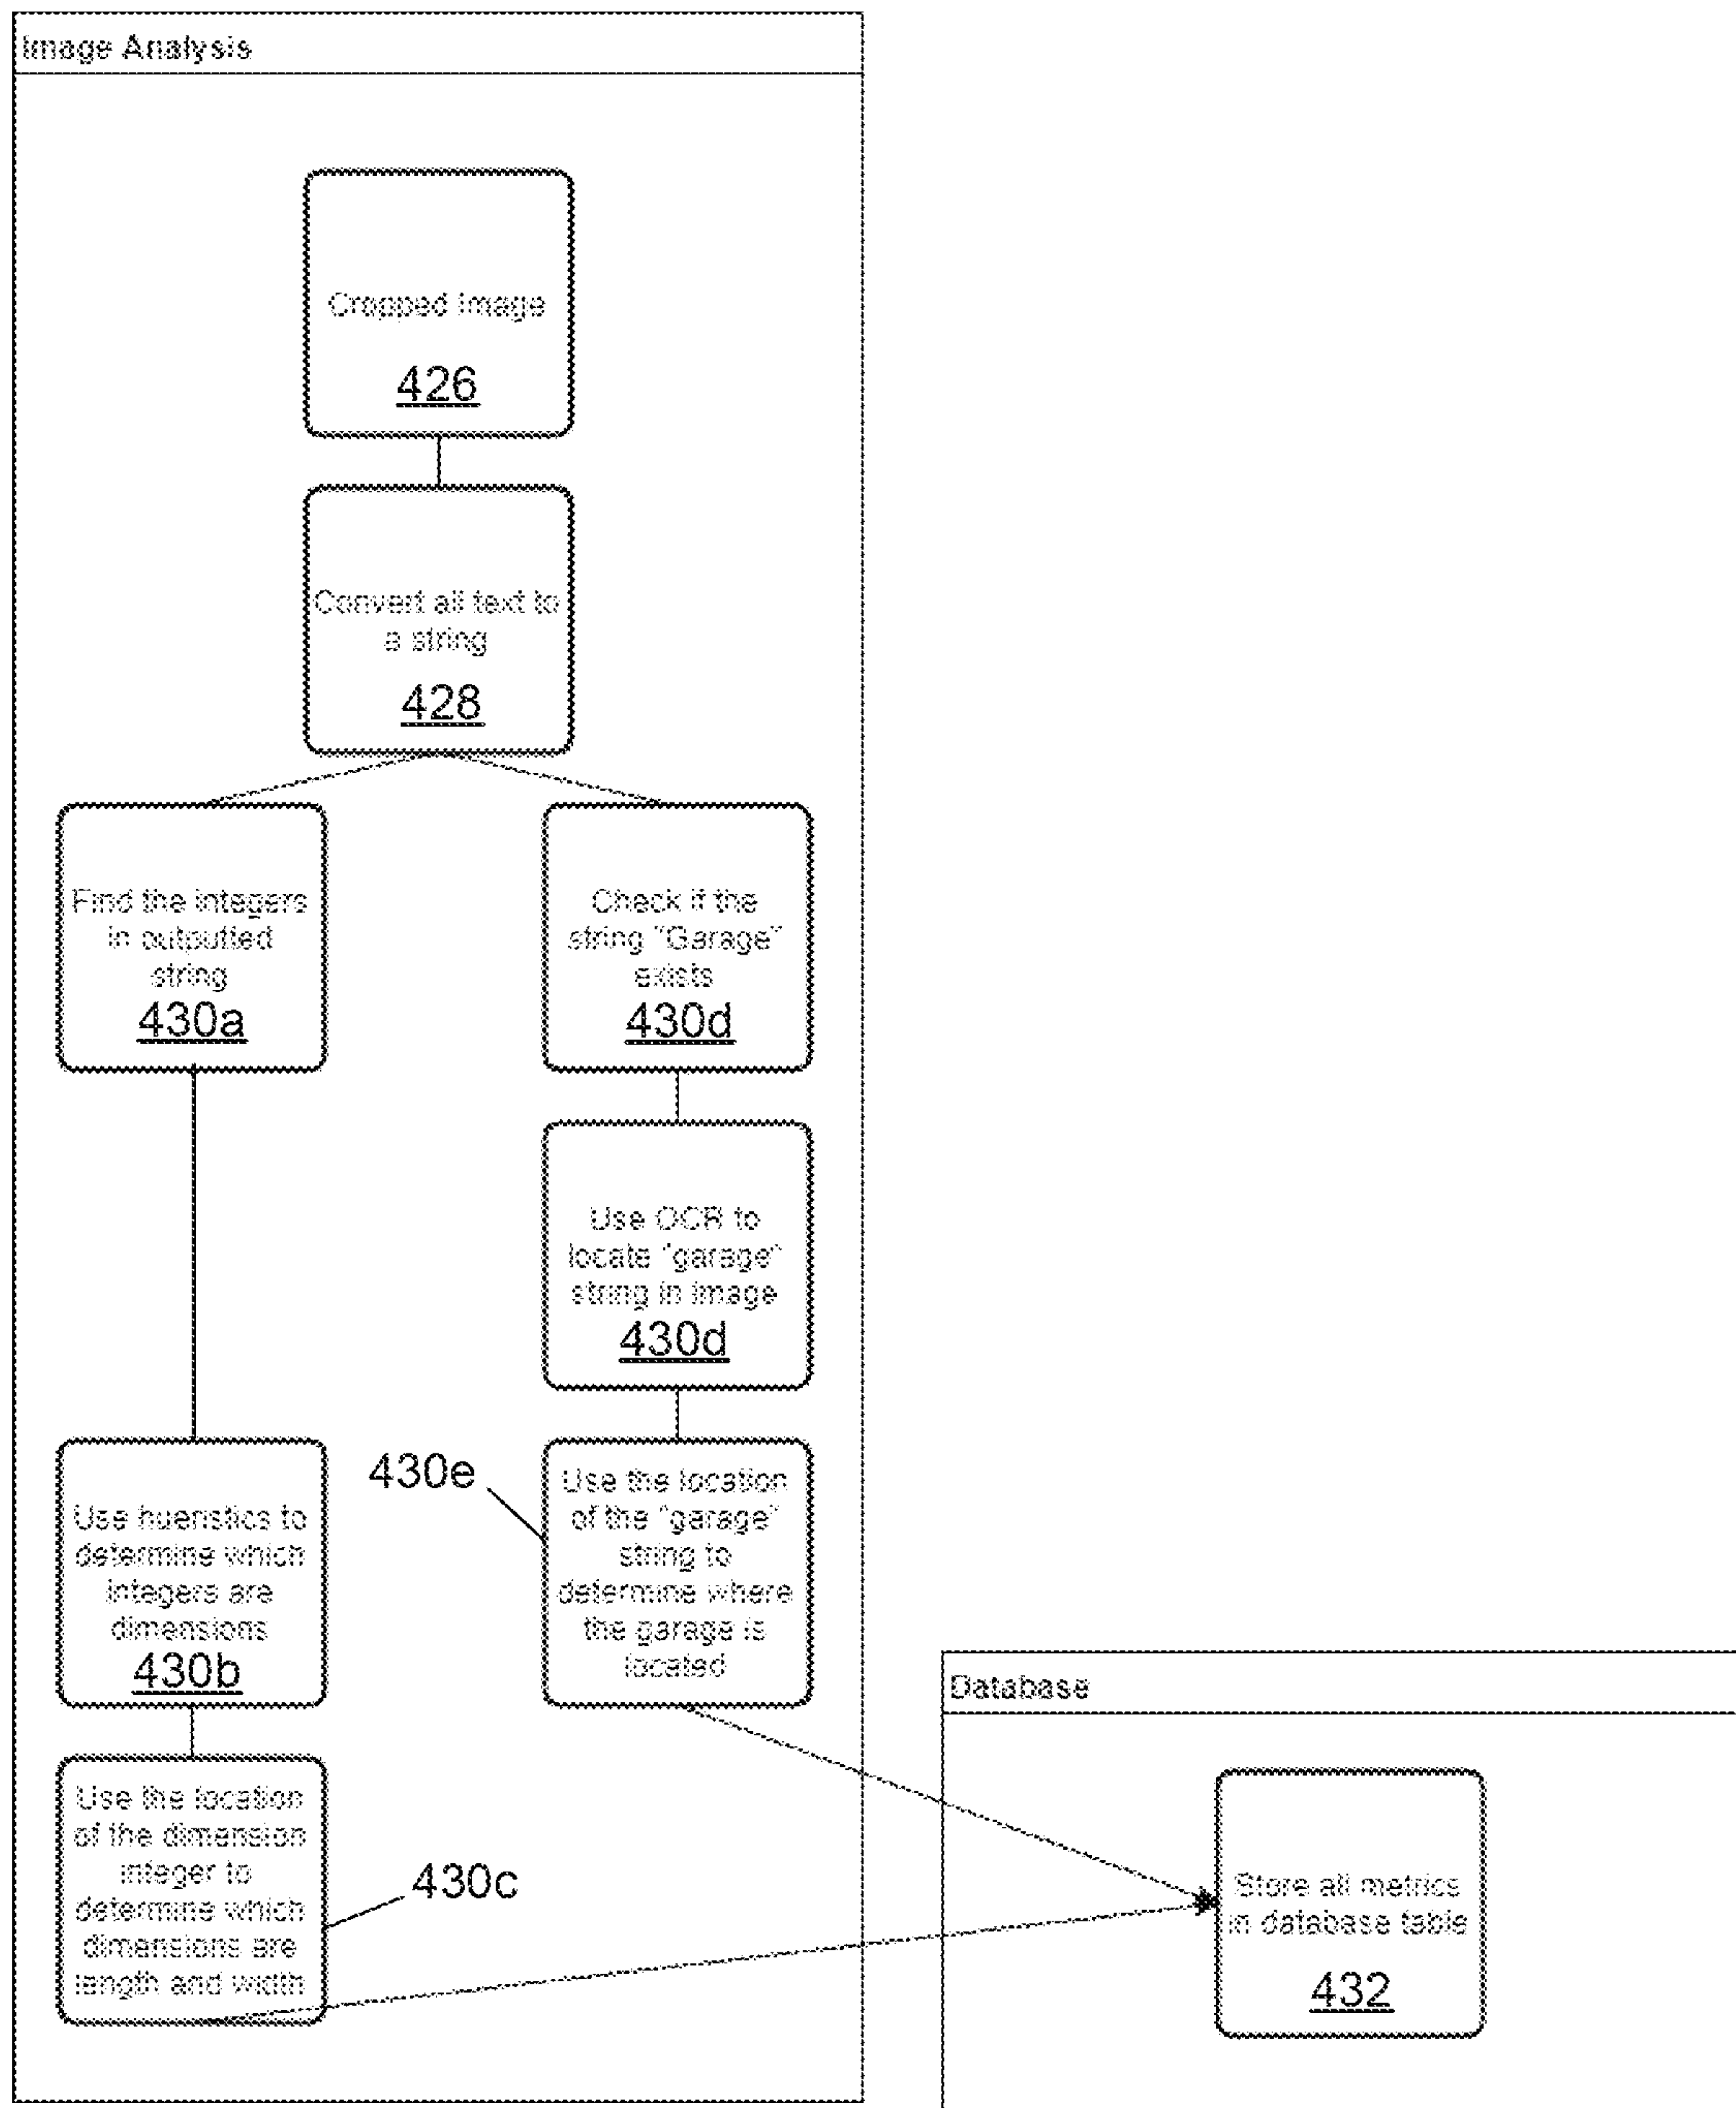 Image Analysis
Cropped Image
426
Convert all text to
a string
428
Find the integers
in outputted
string
430a
Check if the
string "Garage"
exists
430d
Use OCR to
locate "garage"
string in image
430d
Use hueristics to
determine which
integers are
dimensions
430b
430e
Use the location
of the "garage"
string to
determine where
the garage is
located
Use the location
of the dimension
integer to
determine which
dimensions are
length and width
430c
Database
Store all metrics
in database table
432